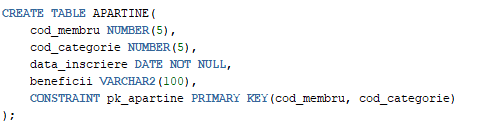 CREATE TABLE APARTINE(
cod_membru NUMBER(5),
cod_categorie NUMBER(5),
data_inscriere DATE NOT NULL,
beneficii VARCHAR2(100),
CONSTRAINT pk_apartine PRIMARY KEY(cod_membru, cod_categorie)
);